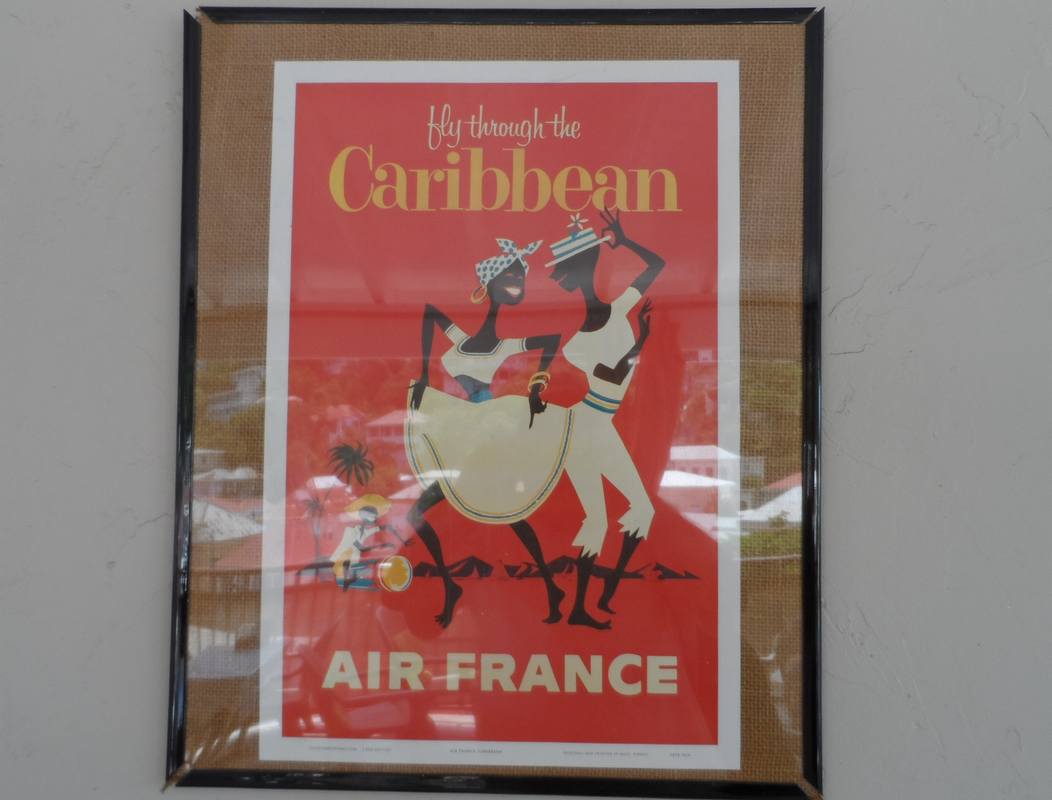 fly through the
Caribbean
AIR FRANCE